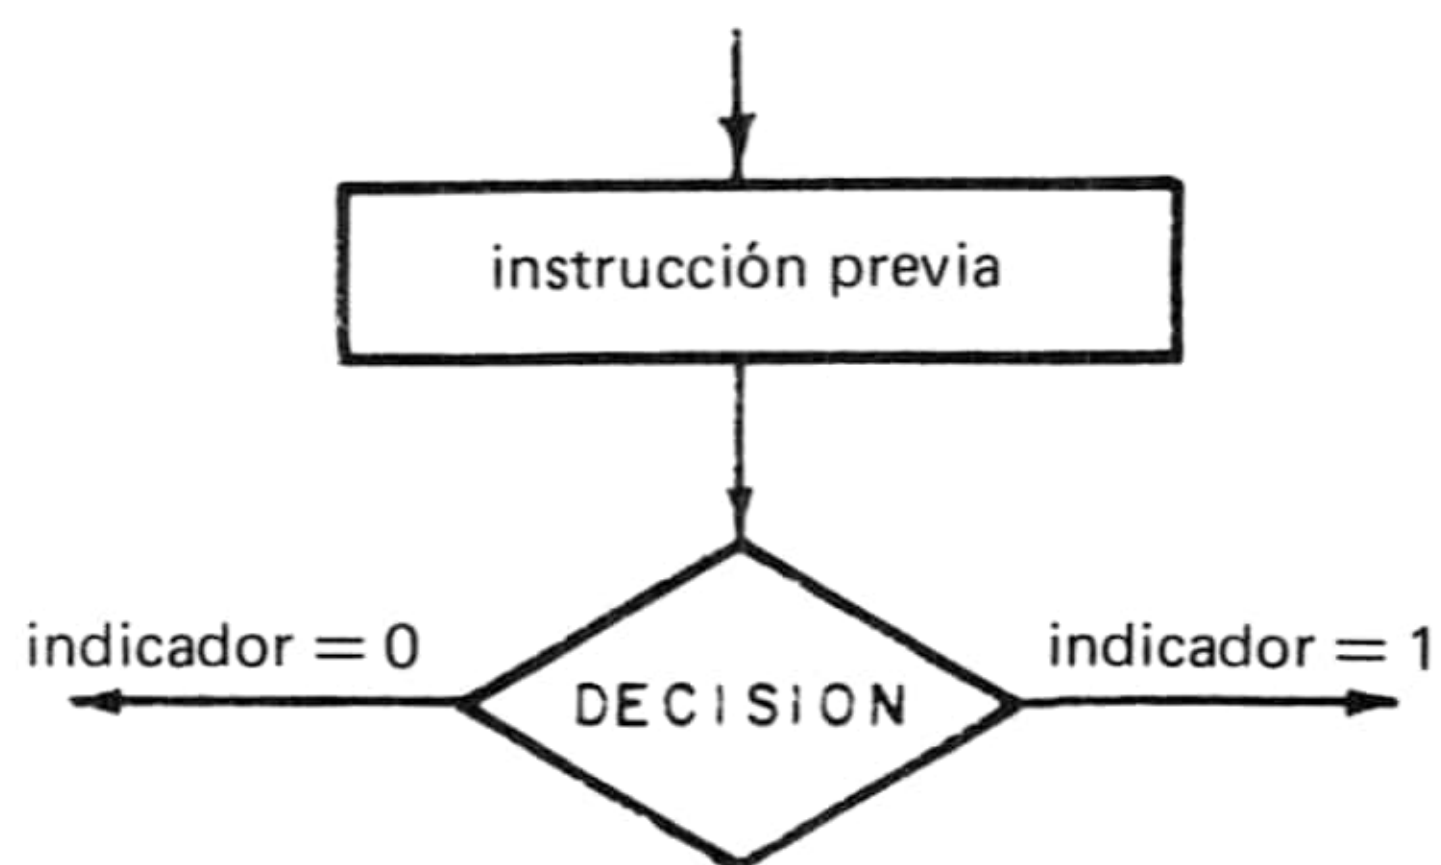 instrucción previa
indicador = 0
indicador = 1
DECISION